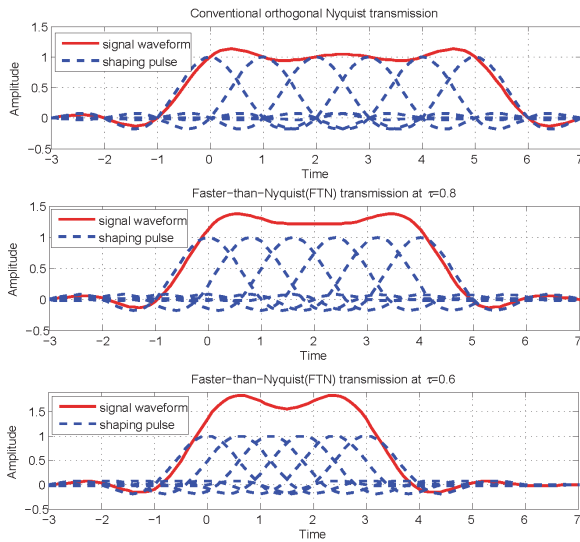 Conventional orthogonal Nyquist transmission
signal waveform
shaping pulse
Amplitude
1.5
1
0.5
0
-0.5
-3 -2 -1 0 1 2 3 4 5 6 7
Time
Faster-than-Nyquist(FTN) transmission at τ=0.8
signal waveform
shaping pulse
Amplitude
1.5
1
0.5
0
-0.5
-3 -2 -1 0 1 2 3 4 5 6 7
Time
Faster-than-Nyquist(FTN) transmission at τ=0.6
signal waveform
shaping pulse
Amplitude
1.5
1
0.5
0
-0.5
-3 -2 -1 0 1 2 3 4 5 6 7
Time